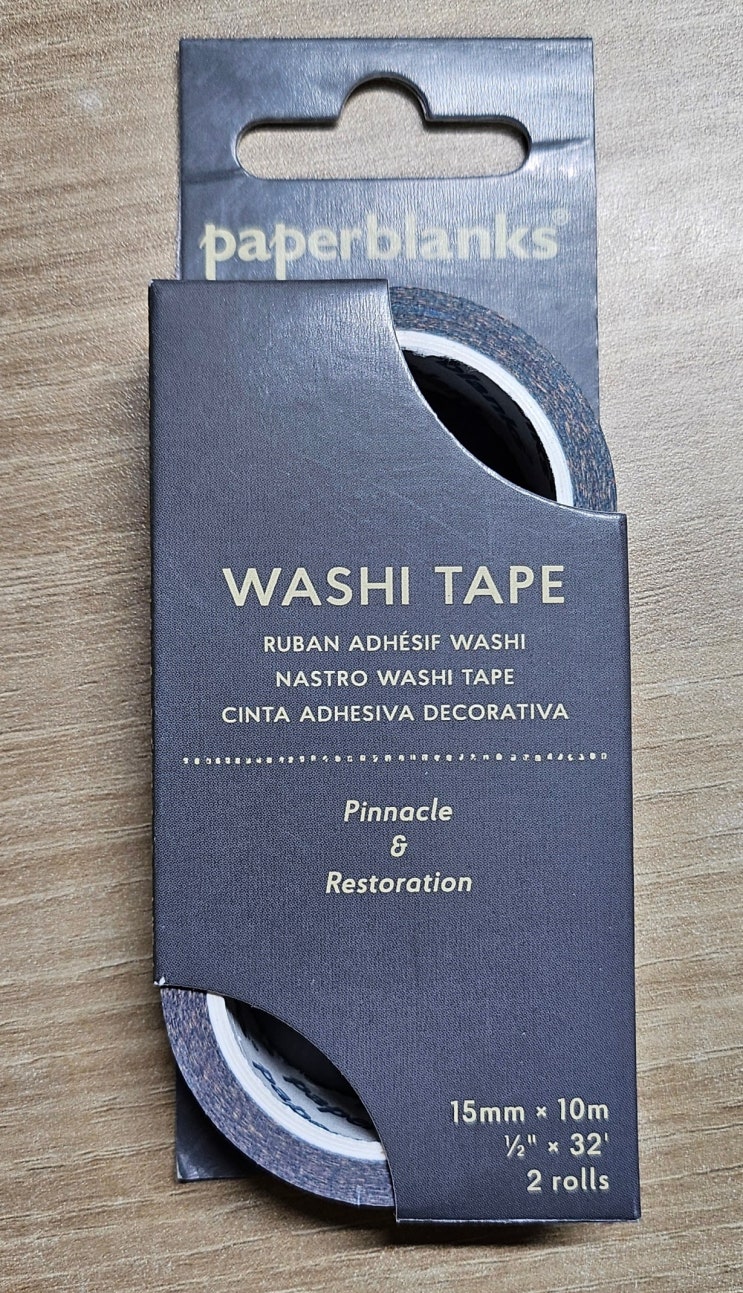 paperblanks®
WASHI TAPE
RUBAN ADHÉSIF WASHI
NASTRO WASHI TAPE
CINTA ADHESIVA DECORATIVA
Pinnacle
&
Restoration
15mm × 10m
½" × 32'
2 rolls